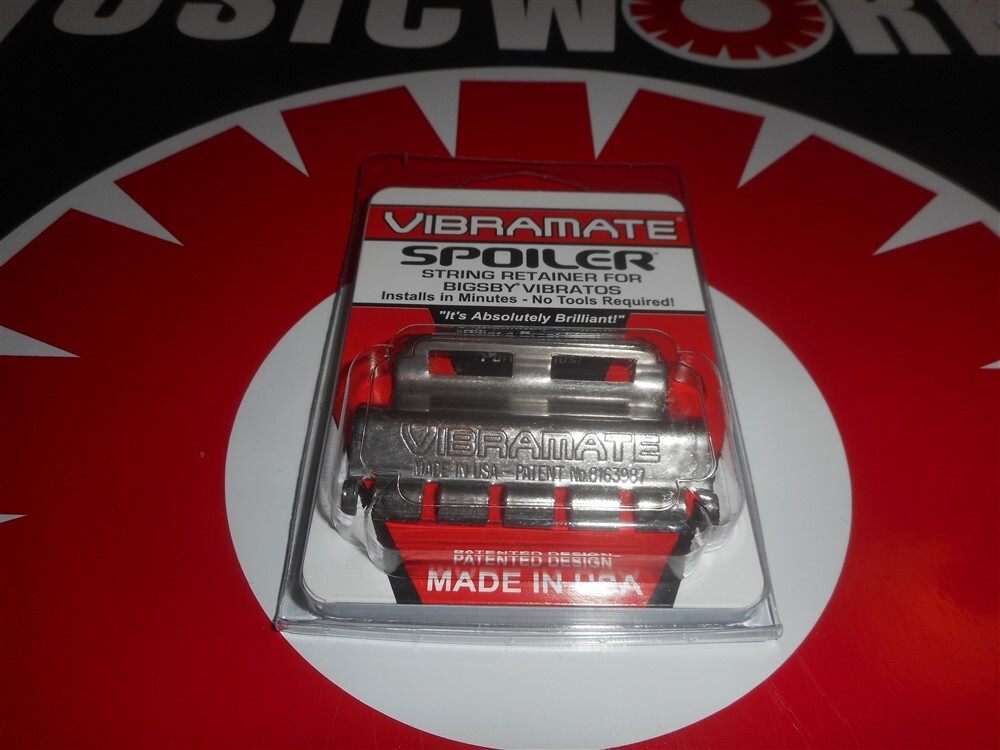 VIBRAMATE®
SPOILER™
STRING RETAINER FOR
BIGSBY® VIBRATOS
Installs in Minutes - No Tools Required!
"It's Absolutely Brilliant!"
VIBRAMATE
MADE IN USA - PATENT No.8163987
PATENTED DESIGN
MADE IN USA